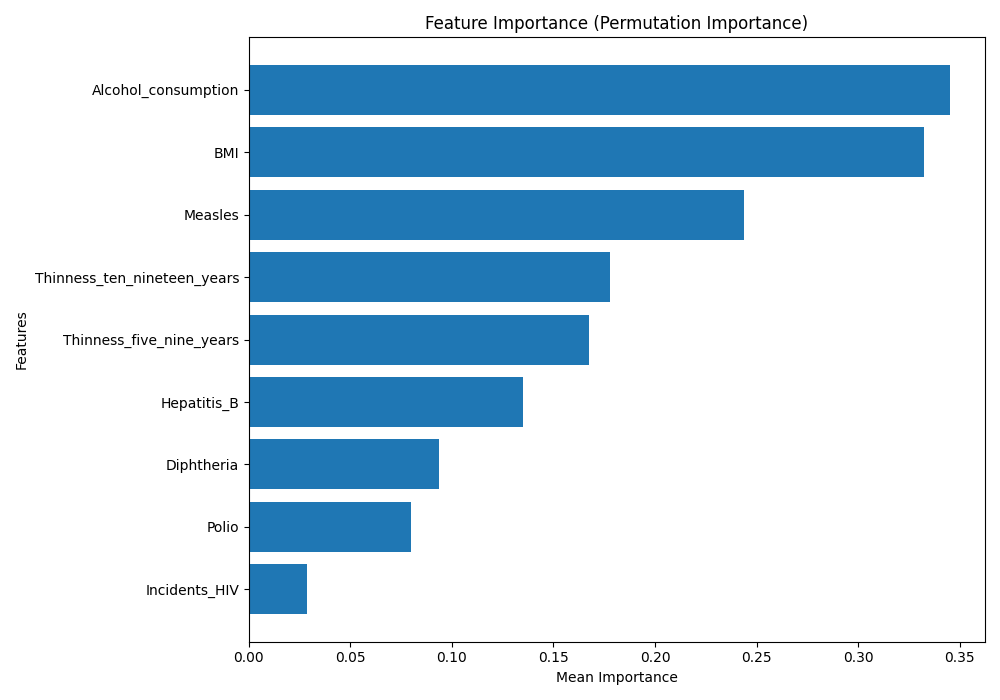 Feature Importance (Permutation Importance)
Features
Alcohol_consumption
BMI
Measles
Thinness_ten_nineteen_years
Thinness_five_nine_years
Hepatitis_B
Diphtheria
Polio
Incidents_HIV
0.00 0.05 0.10 0.15 0.20 0.25 0.30 0.35
Mean Importance